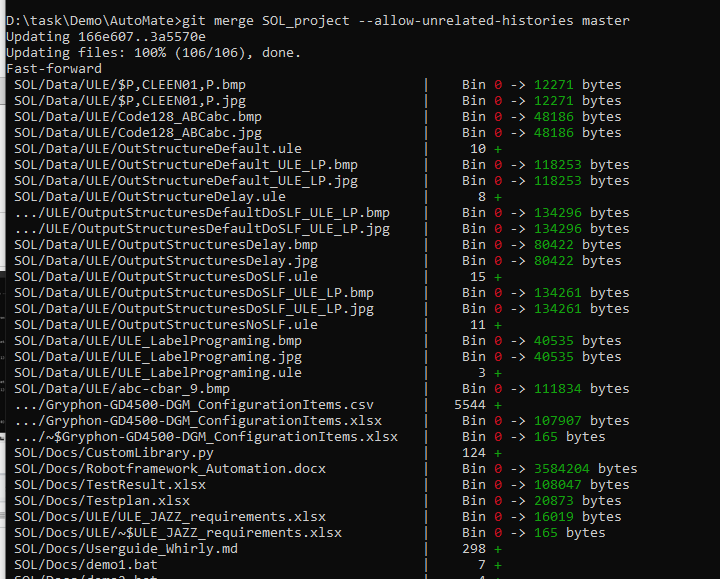 D:\task\Demo\AutoMate>git merge SOL_project --allow-unrelated-histories master
Updating 166e607..3a5570e
Updating files: 100% (106/106), done.
Fast-forward
 SOL/Data/ULE/$P,CLEEN01,P.bmp                      |    Bin 0 -> 12271 bytes
 SOL/Data/ULE/$P,CLEEN01,P.jpg                      |    Bin 0 -> 12271 bytes
 SOL/Data/ULE/Code128_ABCabc.bmp                    |    Bin 0 -> 48186 bytes
 SOL/Data/ULE/Code128_ABCabc.jpg                    |    Bin 0 -> 48186 bytes
 SOL/Data/ULE/OutStructureDefault.ule               |     10 +
 SOL/Data/ULE/OutStructureDefault_ULE_LP.bmp        |    Bin 0 -> 118253 bytes
 SOL/Data/ULE/OutStructureDefault_ULE_LP.jpg        |    Bin 0 -> 118253 bytes
 SOL/Data/ULE/OutStructureDelay.ule                 |      8 +
 .../ULE/OutputStructuresDefaultDoSLF_ULE_LP.bmp    |    Bin 0 -> 134296 bytes
 .../ULE/OutputStructuresDefaultDoSLF_ULE_LP.jpg    |    Bin 0 -> 134296 bytes
 SOL/Data/ULE/OutputStructuresDelay.bmp             |    Bin 0 -> 80422 bytes
 SOL/Data/ULE/OutputStructuresDelay.jpg             |    Bin 0 -> 80422 bytes
 SOL/Data/ULE/OutputStructuresDoSLF.ule             |     15 +
 SOL/Data/ULE/OutputStructuresDoSLF_ULE_LP.bmp      |    Bin 0 -> 134261 bytes
 SOL/Data/ULE/OutputStructuresDoSLF_ULE_LP.jpg      |    Bin 0 -> 134261 bytes
 SOL/Data/ULE/OutputStructuresNoSLF.ule             |     11 +
 SOL/Data/ULE/ULE_LabelPrograming.bmp               |    Bin 0 -> 40535 bytes
 SOL/Data/ULE/ULE_LabelPrograming.jpg               |    Bin 0 -> 40535 bytes
 SOL/Data/ULE/ULE_LabelPrograming.ule               |      3 +
 SOL/Data/ULE/abc-cbar_9.bmp                        |    Bin 0 -> 111834 bytes
 .../Gryphon-GD4500-DGM_ConfigurationItems.csv      |   5544 +
 .../Gryphon-GD4500-DGM_ConfigurationItems.xlsx     |    Bin 0 -> 107907 bytes
 .../~$Gryphon-GD4500-DGM_ConfigurationItems.xlsx   |    Bin 0 -> 165 bytes
 SOL/Docs/CustomLibrary.py                          |    124 +
 SOL/Docs/Robotframework_Automation.docx            |    Bin 0 -> 3584204 bytes
 SOL/Docs/TestResult.xlsx                           |    Bin 0 -> 108047 bytes
 SOL/Docs/Testplan.xlsx                             |    Bin 0 -> 20873 bytes
 SOL/Docs/ULE/ULE_JAZZ_requirements.xlsx            |    Bin 0 -> 16019 bytes
 SOL/Docs/ULE/~$ULE_JAZZ_requirements.xlsx          |    Bin 0 -> 165 bytes
 SOL/Docs/Userguide_Whirly.md                       |    298 +
 SOL/Docs/demo1.bat                                 |      7 +